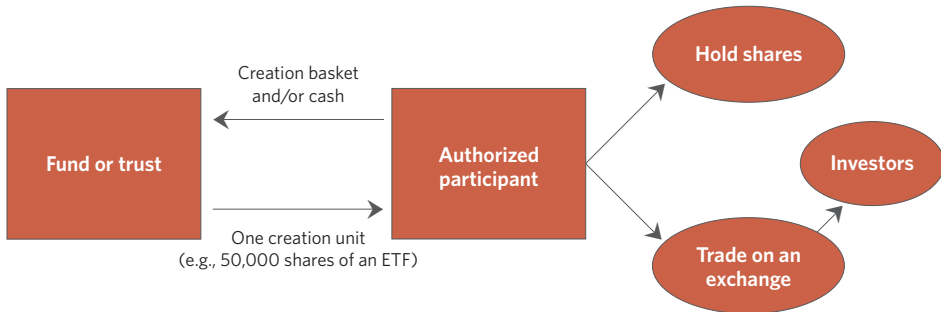 Creation basket
and/or cash
Fund or trust
One creation unit
(e.g., 50,000 shares of an ETF)
Authorized
participant
Hold shares
Investors
Trade on an
exchange